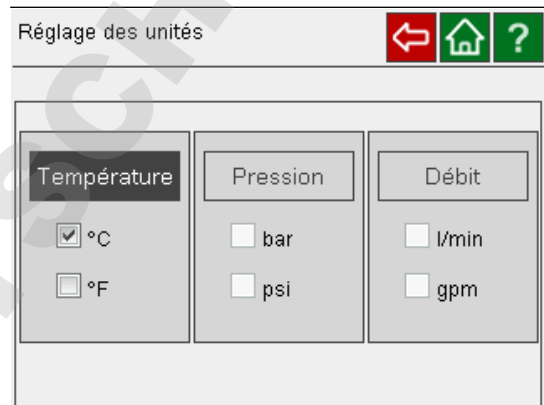 Réglage des unités
?
Température
Pression
Débit
°C
bar
l/min
°F
psi
gpm